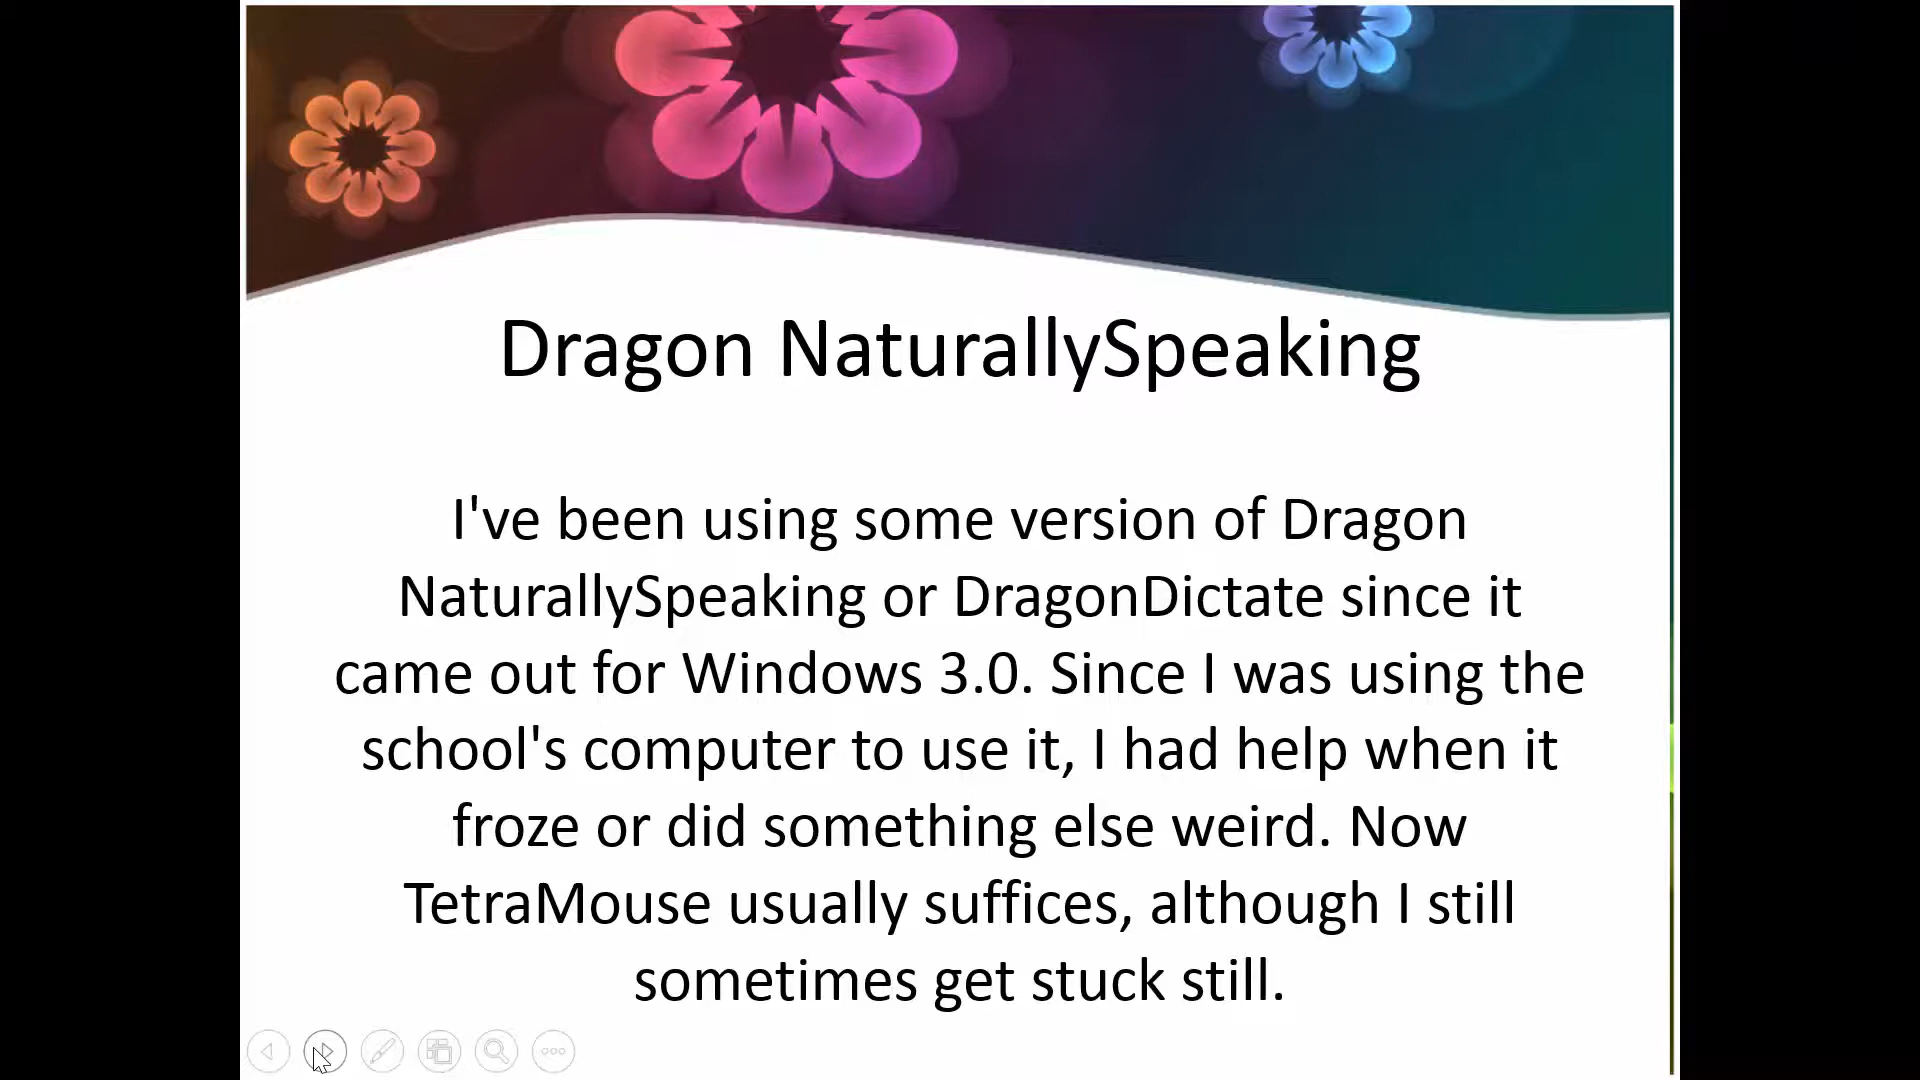 Dragon NaturallySpeaking
I've been using some version of Dragon
NaturallySpeaking or DragonDictate since it
came out for Windows 3.0. Since I was using the
school's computer to use it, I had help when it
froze or did something else weird. Now
TetraMouse usually suffices, although I still
sometimes get stuck still.